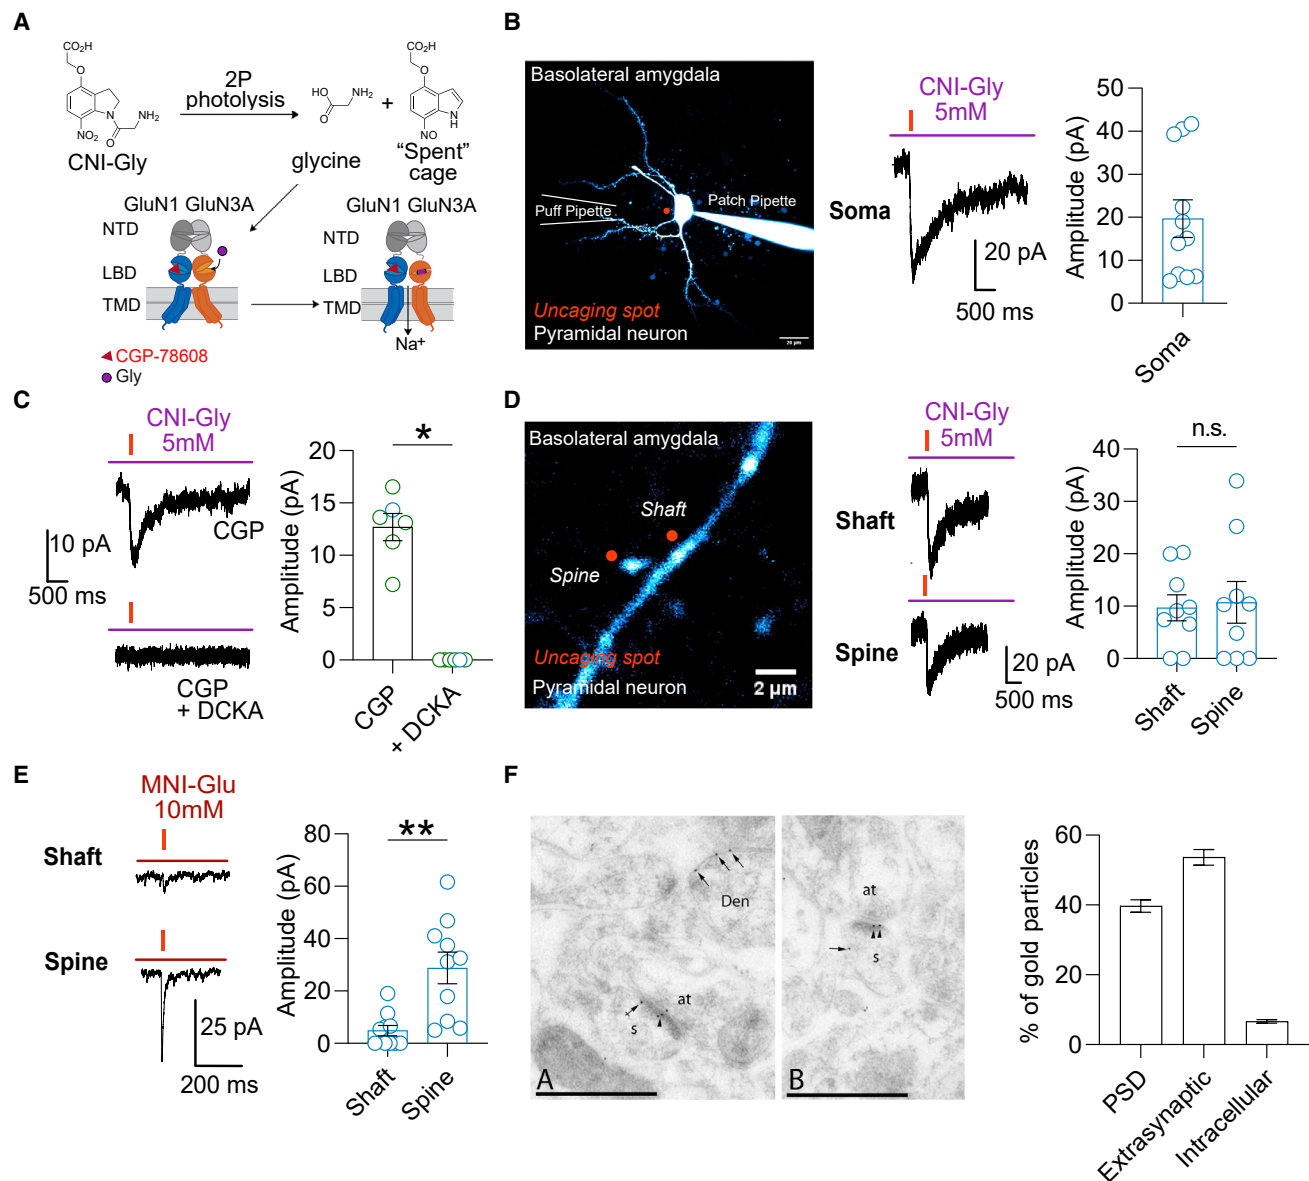 A
CO₂H
O
N
NO₂
O
NH₂
CNI-Gly
2P
photolysis
HO
O
NH₂
+
CO₂H
O
NO
N
H
glycine
“Spent”
cage
GluN1 GluN3A
GluN1 GluN3A
NTD
NTD
Gly
LBD
LBD
TMD
TMD
Na⁺
CGP-78608
Gly
B
Basolateral amygdala
Puff Pipette
Patch Pipette
Uncaging spot
Pyramidal neuron
20 µm
CNI-Gly
5mM
Soma
20 pA
500 ms
Amplitude (pA)
50
40
30
20
10
0
Soma
C
CNI-Gly
5mM
CGP
10 pA
500 ms
CGP
+ DCKA
Amplitude (pA)
20
15
10
5
0
*
CGP
+ DCKA
D
Basolateral amygdala
Shaft
Spine
Uncaging spot
Pyramidal neuron
2 µm
CNI-Gly
5mM
Shaft
Spine
20 pA
500 ms
Amplitude (pA)
40
30
20
10
0
n.s.
Shaft
Spine
E
MNI-Glu
10mM
Shaft
Spine
25 pA
200 ms
Amplitude (pA)
80
60
40
20
0
**
Shaft
Spine
F
Den
at
s
A
at
s
B
% of gold particles
60
40
20
0
PSD
Extrasynaptic
Intracellular